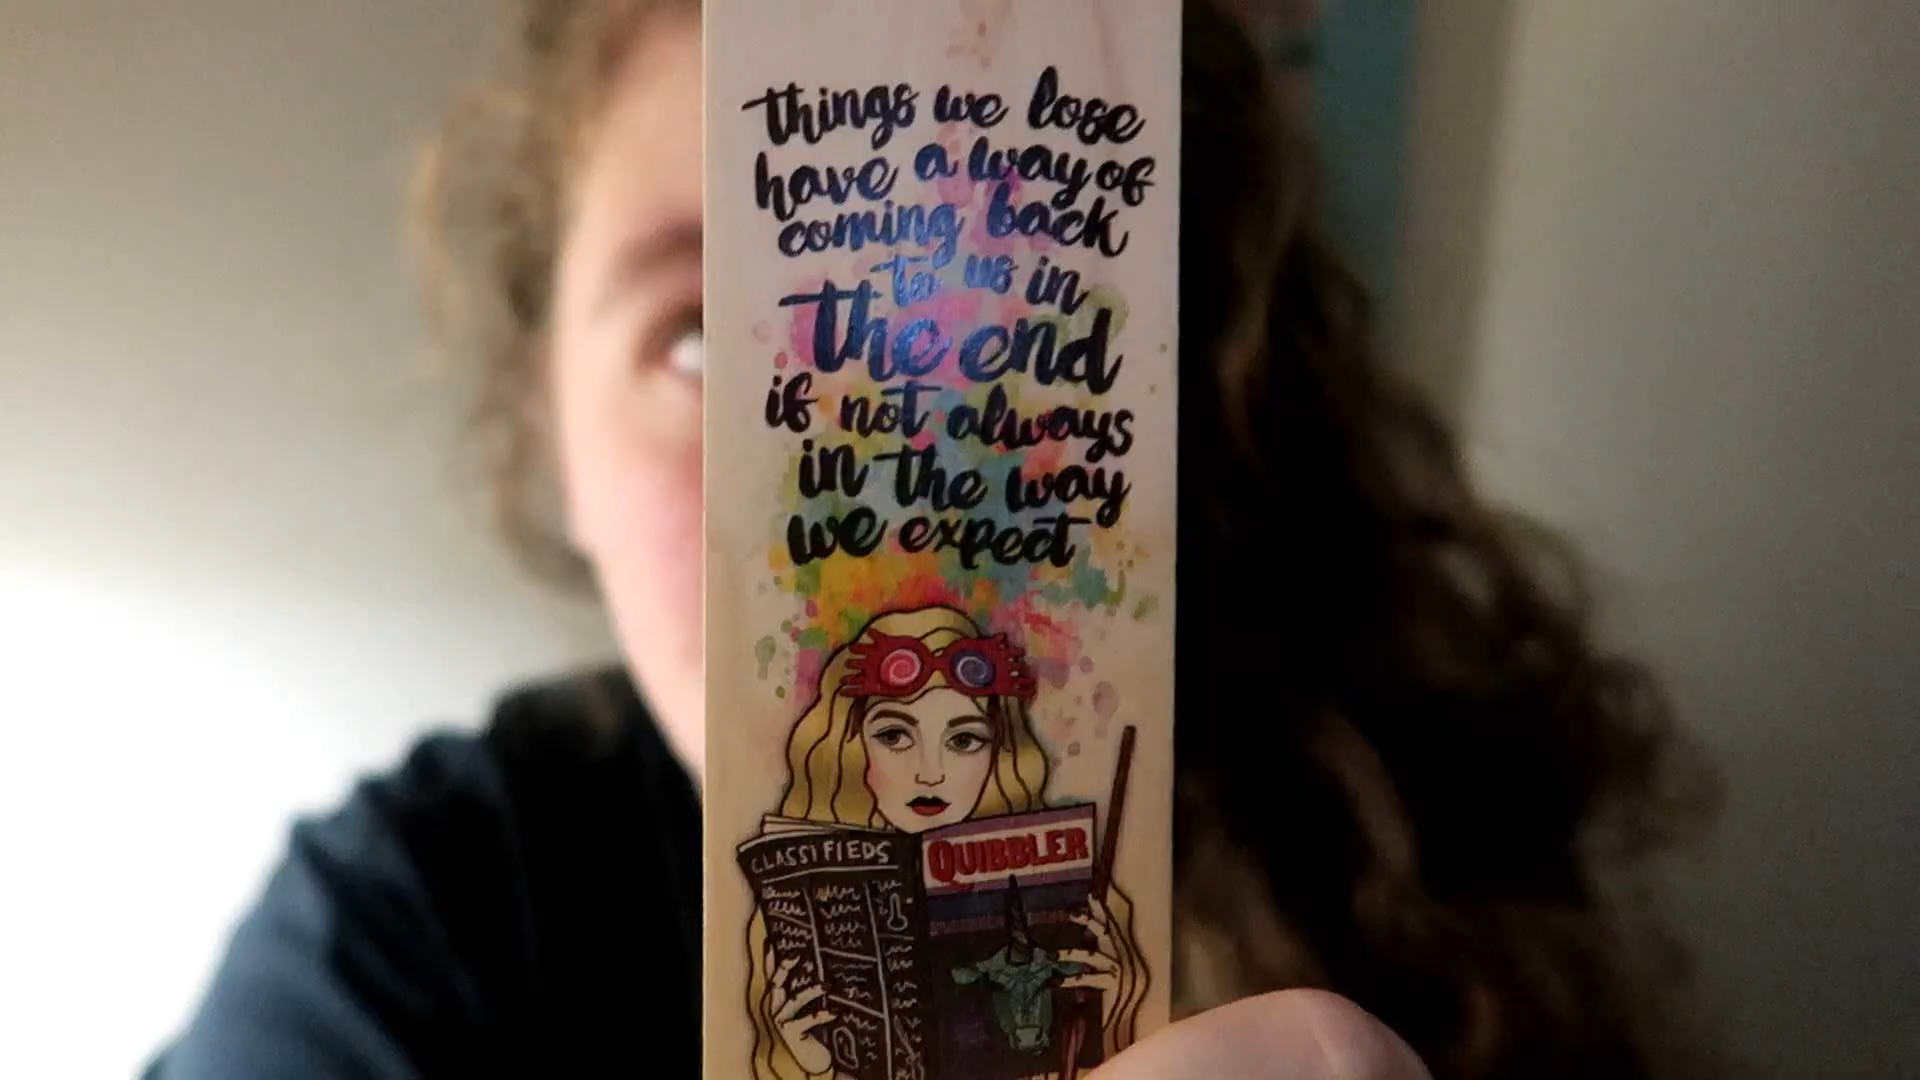 things we lose
have a way of
coming back
to us in
the end
if not always
in the way
we expect
CLASSIFIEDS
QUIBBLER